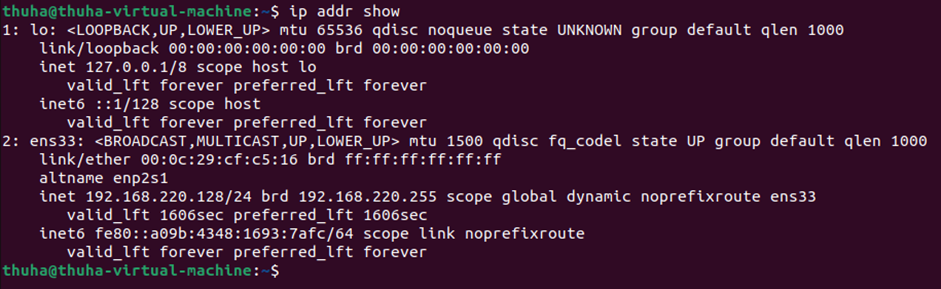 thuha@thuha-virtual-machine:~$ ip addr show
1: lo: <LOOPBACK,UP,LOWER_UP> mtu 65536 qdisc noqueue state UNKNOWN group default qlen 1000
    link/loopback 00:00:00:00:00:00 brd 00:00:00:00:00:00
    inet 127.0.0.1/8 scope host lo
       valid_lft forever preferred_lft forever
    inet6 ::1/128 scope host
       valid_lft forever preferred_lft forever
2: ens33: <BROADCAST,MULTICAST,UP,LOWER_UP> mtu 1500 qdisc fq_codel state UP group default qlen 1000
    link/ether 00:0c:29:cf:c5:16 brd ff:ff:ff:ff:ff:ff
    altname enp2s1
    inet 192.168.220.128/24 brd 192.168.220.255 scope global dynamic noprefixroute ens33
       valid_lft 1606sec preferred_lft 1606sec
    inet6 fe80::a09b:4348:1693:7afc/64 scope link noprefixroute
       valid_lft forever preferred_lft forever
thuha@thuha-virtual-machine:~$